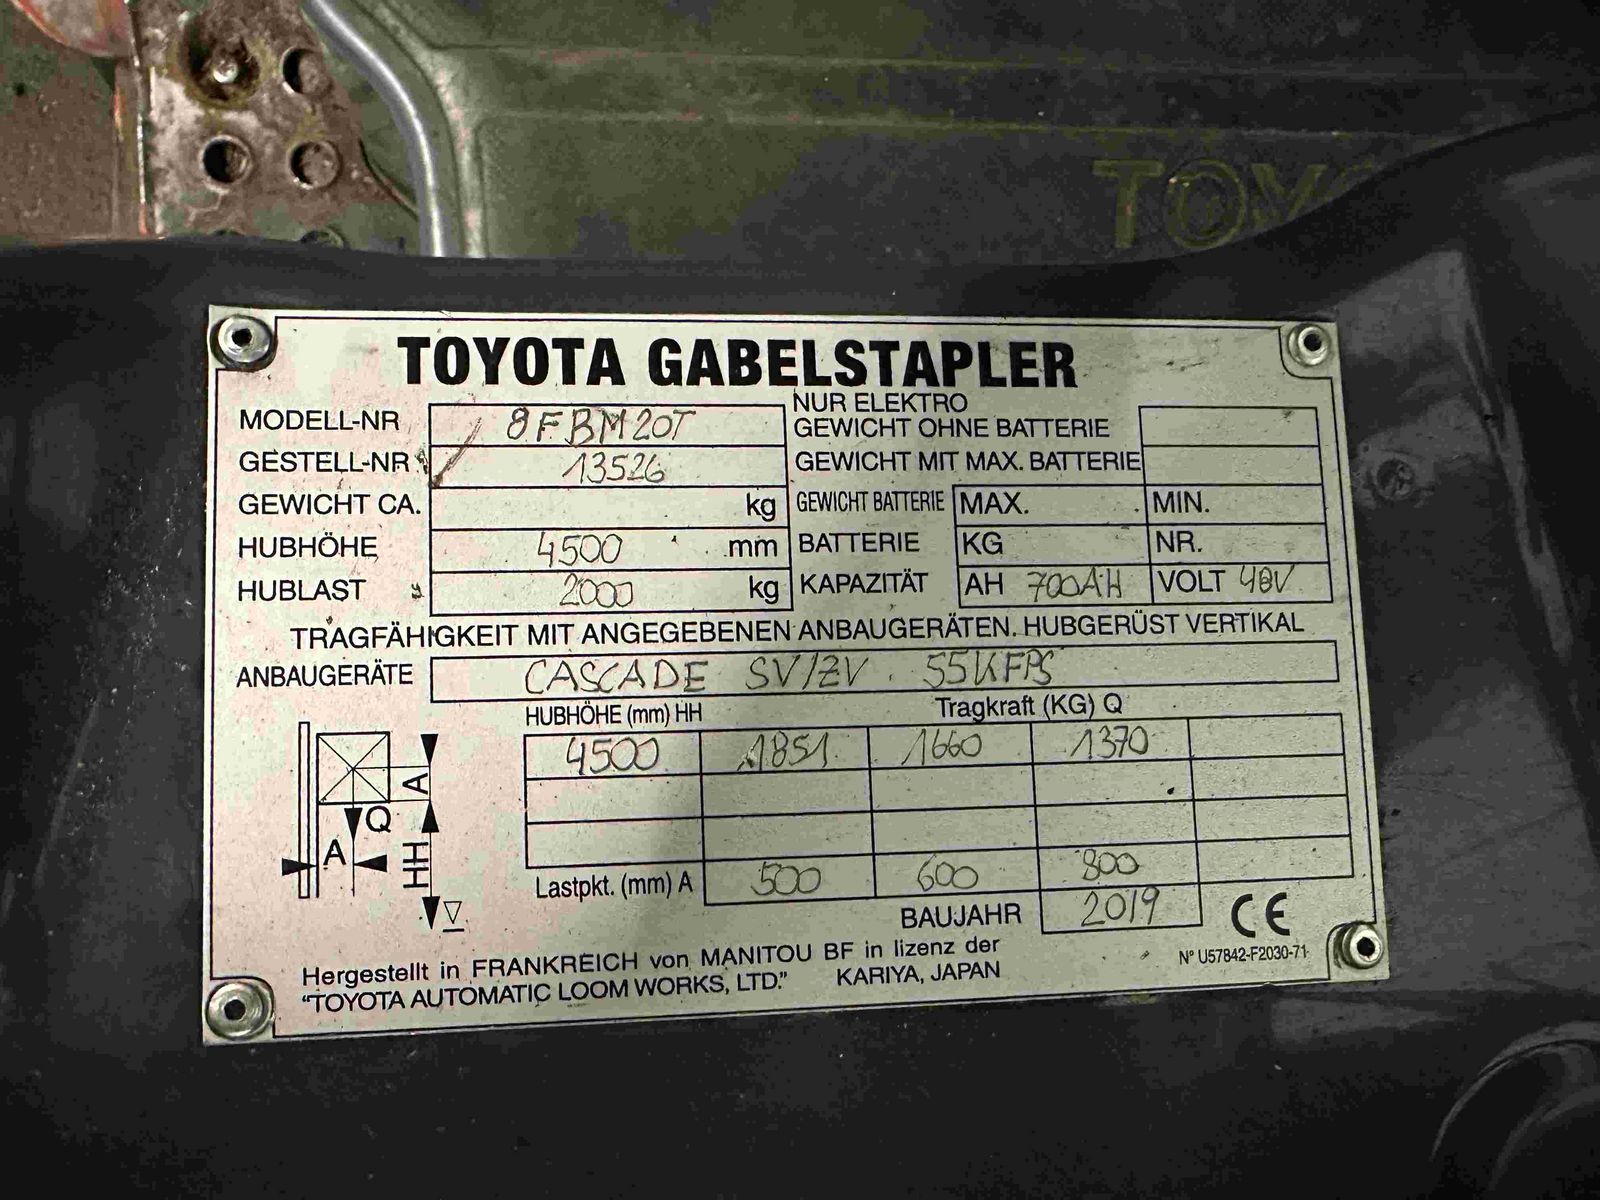 TOYO
TOYOTA GABELSTAPLER
MODELL-NR 8FBM20T
GESTELL-NR 13526
GEWICHT CA. kg
HUBHÖHE 4500 mm
HUBLAST 2000 kg
NUR ELEKTRO
GEWICHT OHNE BATTERIE
GEWICHT MIT MAX. BATTERIE
GEWICHT BATTERIE MAX. MIN.
BATTERIE KG NR.
KAPAZITÄT AH 700AH VOLT 48V
TRAGFÄHIGKEIT MIT ANGEGEBENEN ANBAUGERÄTEN. HUBGERÜST VERTIKAL
ANBAUGERÄTE CASCADE SV/ZV 55K FPS
HUBHÖHE (mm) HH Tragkraft (KG) Q
4500 1851 1660 1370
A
Q
A
HH
Lastpkt. (mm) A 500 600 800
BAUJAHR 2019 CE
Hergestellt in FRANKREICH von MANITOU BF in lizenz der
"TOYOTA AUTOMATIC LOOM WORKS, LTD." KARIYA, JAPAN
N° U57842-F2030-71